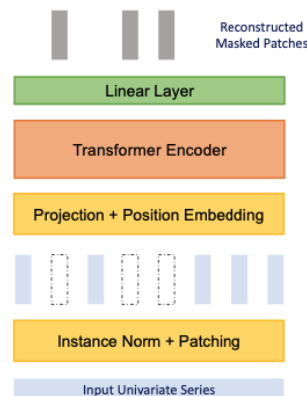 Reconstructed
Masked Patches
Linear Layer
Transformer Encoder
Projection + Position Embedding
Instance Norm + Patching
Input Univariate Series